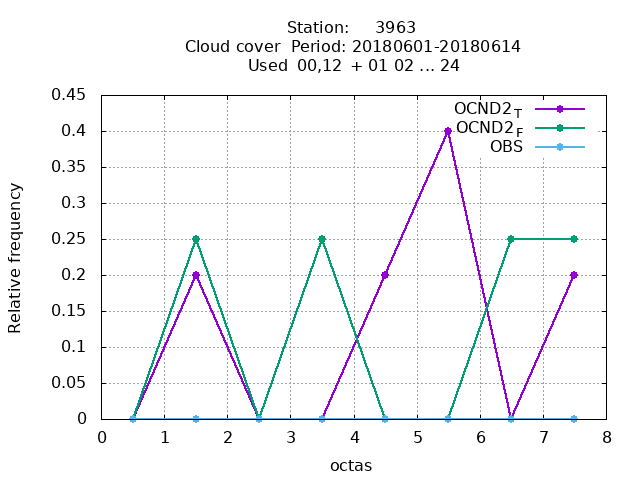 Station: 3963
Cloud cover Period: 20180601-20180614
Used 00,12 + 01 02 ... 24
0.45
0.4
0.35
0.3
0.25
0.2
0.15
0.1
0.05
0
Relative frequency
OCND2 T
OCND2 F
OBS
0 1 2 3 4 5 6 7 8
octas